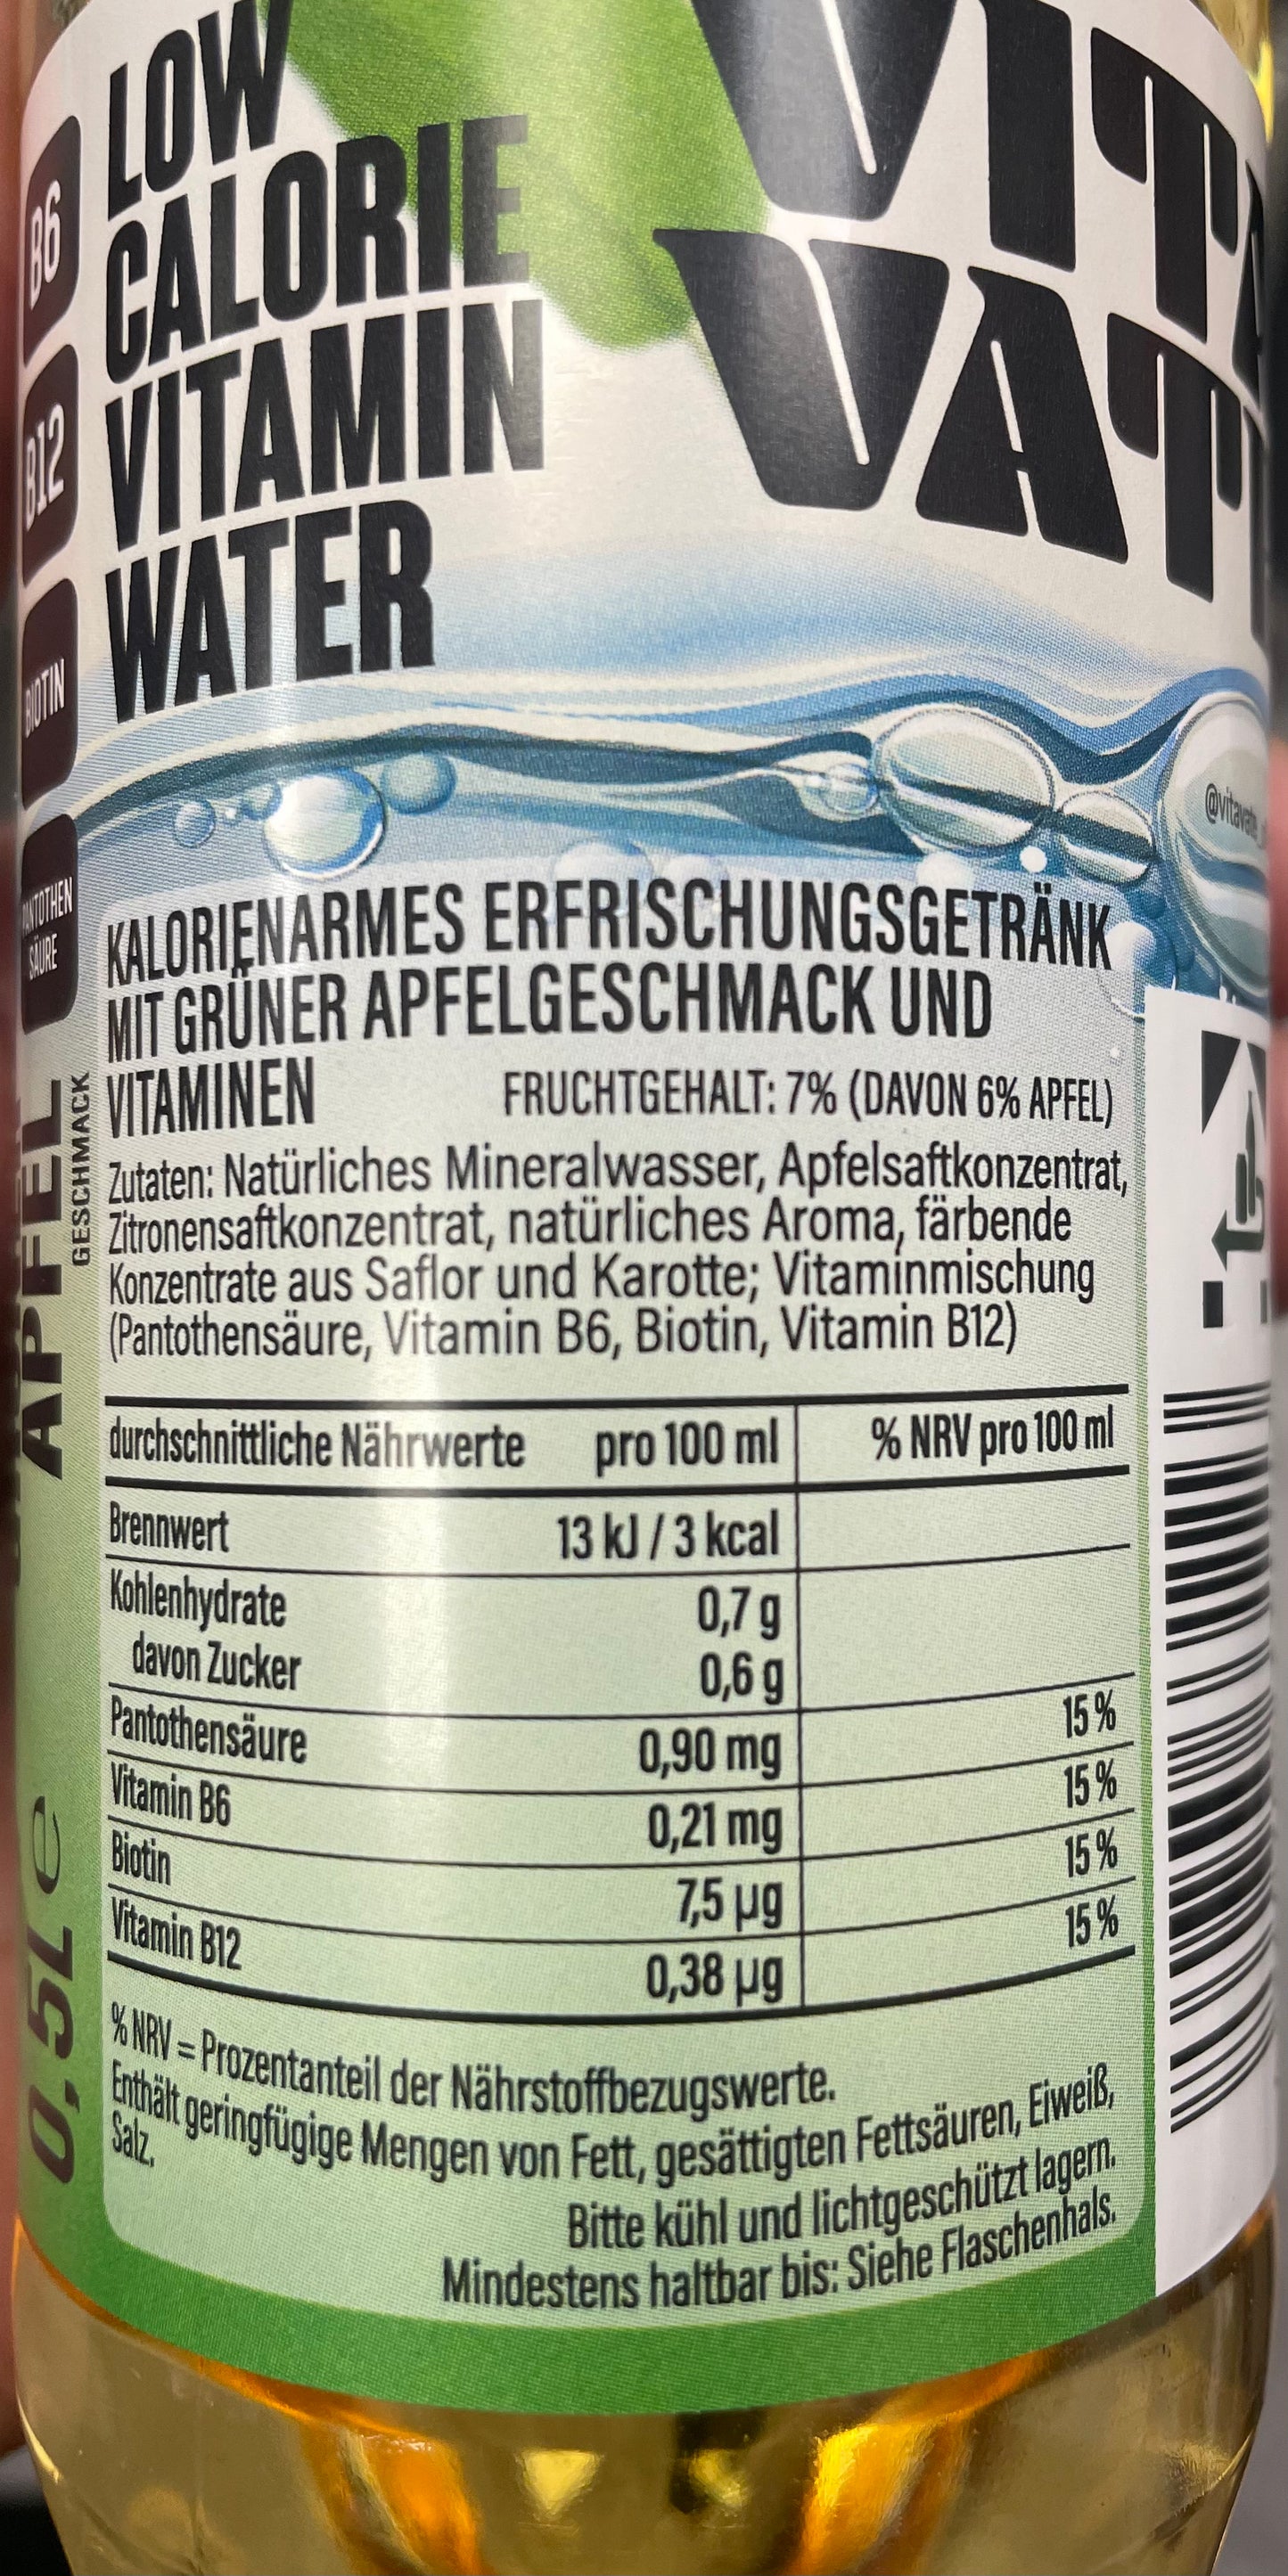 LOW
CALORIE
VITAMIN
WATER
B6
B12
BIOTIN
SÄURE
APFEL
GESCHMACK
0,5L e
KALORIENARMES ERFRISCHUNGSGETRÄNK
MIT GRÜNER APFELGESCHMACK UND
VITAMINEN FRUCHTGEHALT: 7% (DAVON 6% APFEL)
Zutaten: Natürliches Mineralwasser, Apfelsaftkonzentrat,
Zitronensaftkonzentrat, natürliches Aroma, färbende
Konzentrate aus Saflor und Karotte; Vitaminmischung
(Pantothensäure, Vitamin B6, Biotin, Vitamin B12)
durchschnittliche Nährwerte pro 100 ml % NRV pro 100 ml
Brennwert 13 kJ / 3 kcal
Kohlenhydrate 0,7 g
davon Zucker 0,6 g
Pantothensäure 0,90 mg 15 %
Vitamin B6 0,21 mg 15 %
Biotin 7,5 µg 15 %
Vitamin B12 0,38 µg 15 %
% NRV = Prozentanteil der Nährstoffbezugswerte.
Enthält geringfügige Mengen von Fett, gesättigten Fettsäuren, Eiweiß,
Salz.
Bitte kühl und lichtgeschützt lagern.
Mindestens haltbar bis: Siehe Flaschenhals.